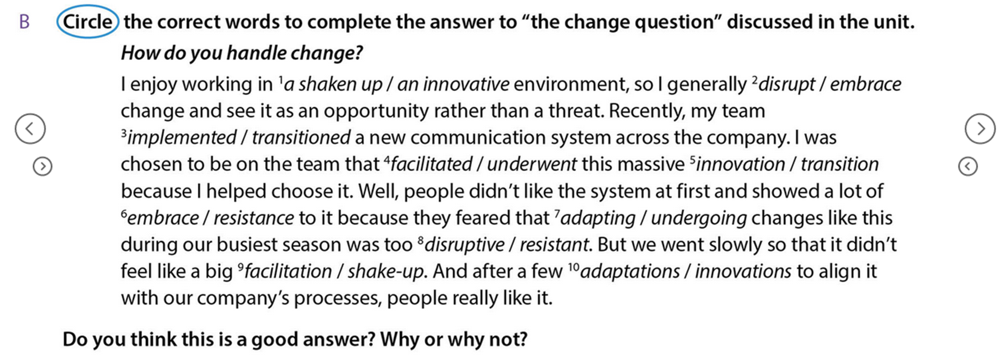 B Circle the correct words to complete the answer to “the change question” discussed in the unit.
How do you handle change?
I enjoy working in ¹a shaken up / an innovative environment, so I generally ²disrupt / embrace
change and see it as an opportunity rather than a threat. Recently, my team
³implemented / transitioned a new communication system across the company. I was
chosen to be on the team that ⁴facilitated / underwent this massive ⁵innovation / transition
because I helped choose it. Well, people didn’t like the system at first and showed a lot of
⁶embrace / resistance to it because they feared that ⁷adapting / undergoing changes like this
during our busiest season was too ⁸disruptive / resistant. But we went slowly so that it didn’t
feel like a big ⁹facilitation / shake-up. And after a few ¹⁰adaptations / innovations to align it
with our company’s processes, people really like it.
Do you think this is a good answer? Why or why not?